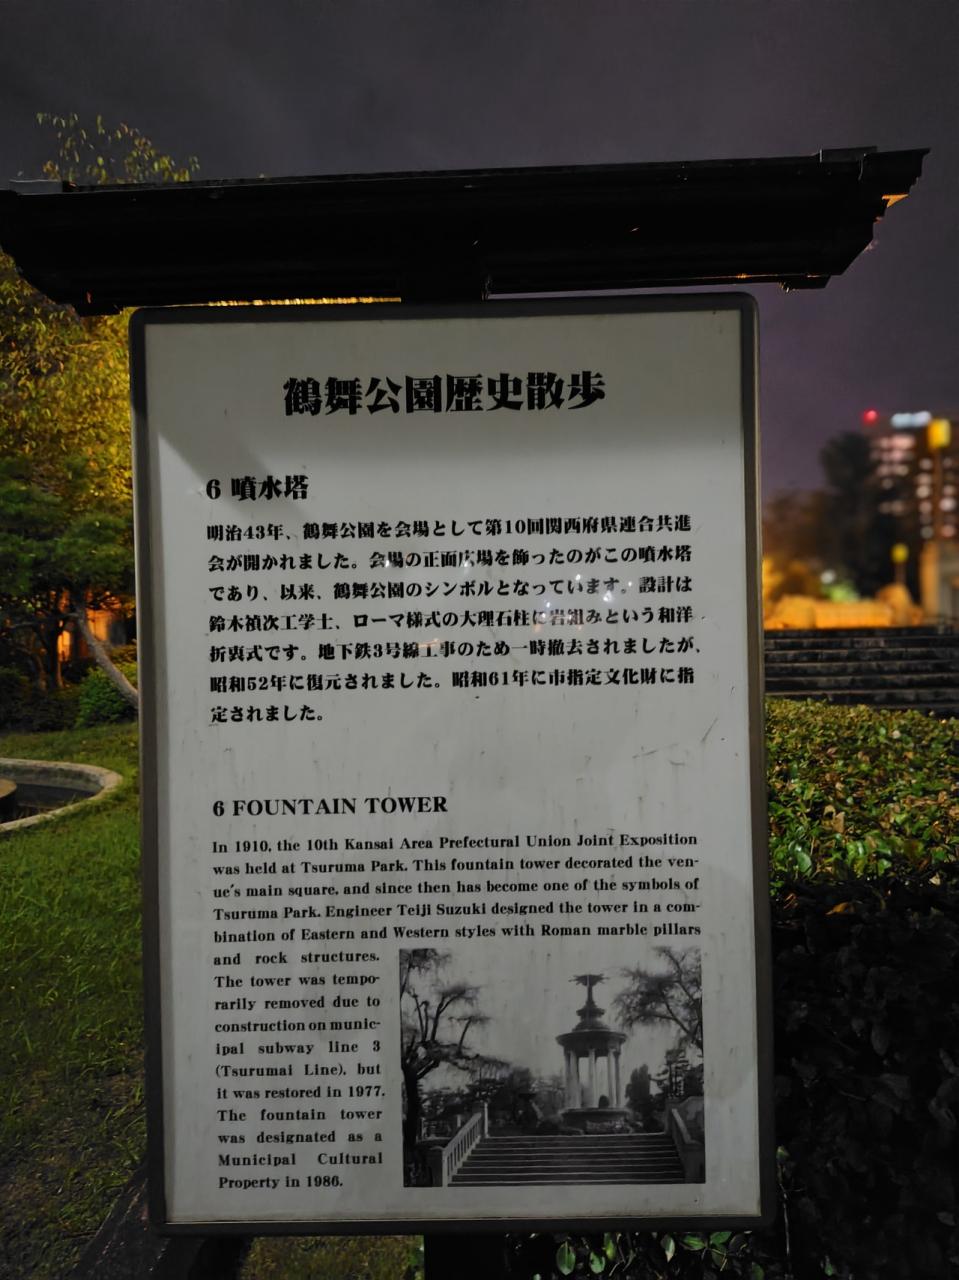 鶴舞公園歴史散歩
6 噴水塔
明治43年、鶴舞公園を会場として第10回関西府県連合共進
会が開かれました。会場の正面広場を飾ったのがこの噴水塔
であり、以来、鶴舞公園のシンボルとなっています。設計は
鈴木禎次工学士、ローマ様式の大理石柱に岩組みという和洋
折衷式です。地下鉄3号線工事のため一時撤去されましたが、
昭和52年に復元されました。昭和61年に市指定文化財に指
定されました。
6 FOUNTAIN TOWER
In 1910, the 10th Kansai Area Prefectural Union Joint Exposition
was held at Tsuruma Park. This fountain tower decorated the ven-
ue's main square, and since then has become one of the symbols of
Tsuruma Park. Engineer Teiji Suzuki designed the tower in a com-
bination of Eastern and Western styles with Roman marble pillars
and rock structures.
The tower was tempo-
rarily removed due to
construction on munic-
ipal subway line 3
(Tsurumai Line), but
it was restored in 1977.
The fountain tower
was designated as a
Municipal Cultural
Property in 1986.